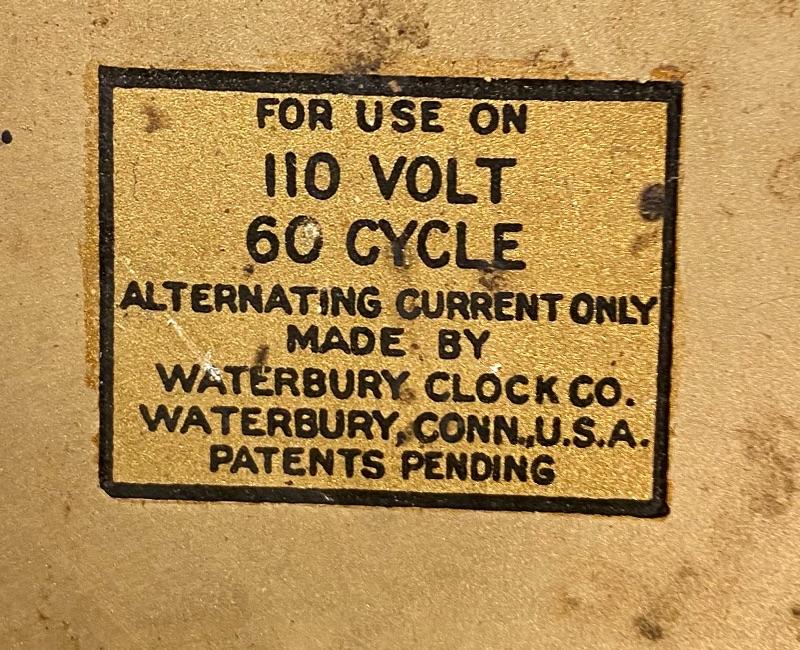 FOR USE ON
110 VOLT
60 CYCLE
ALTERNATING CURRENT ONLY
MADE BY
WATERBURY CLOCK CO.
WATERBURY, CONN., U.S.A.
PATENTS PENDING